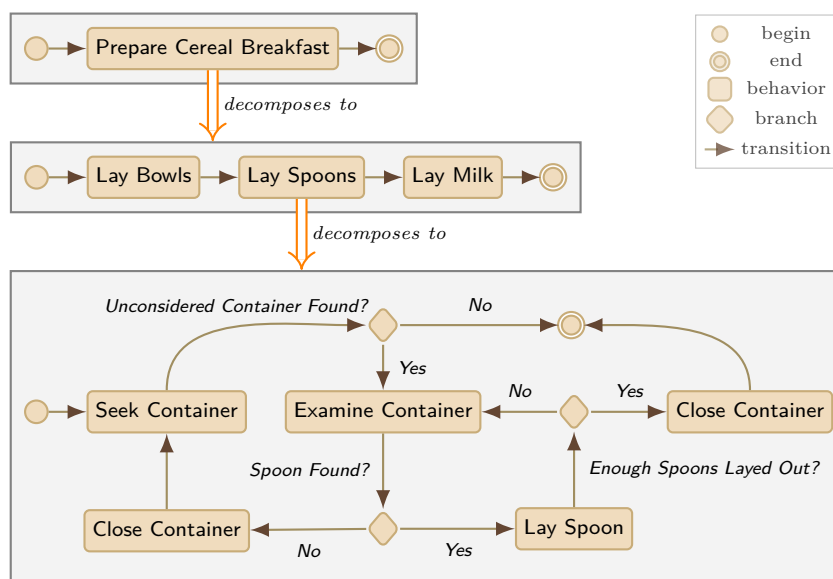 Prepare Cereal Breakfast
begin
end
behavior
branch
transition
decomposes to
Lay Bowls
Lay Spoons
Lay Milk
decomposes to
Unconsidered Container Found?
No
Yes
Seek Container
Examine Container
No
Yes
Close Container
Spoon Found?
Enough Spoons Layed Out?
Close Container
No
Yes
Lay Spoon